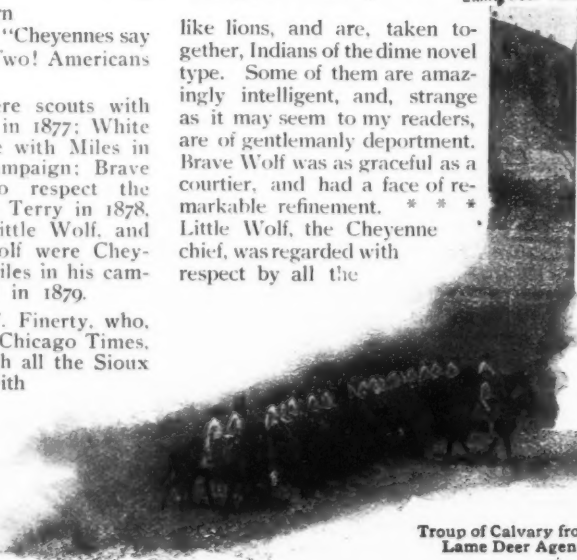 rn
"Cheyennes say
Two! Americans
ere scouts with
in 1877; White
e with Miles in
mpaign; Brave
o respect the
Terry in 1878.
ittle Wolf, and
olf were Chey-
iles in his cam-
in 1879.
. Finerty, who,
Chicago Times,
h all the Sioux
ith
like lions, and are, taken to-
gether, Indians of the dime novel
type. Some of them are amaz-
ingly intelligent, and, strange
as it may seem to my readers,
are of gentlemanly deportment.
Brave Wolf was as graceful as a
courtier, and had a face of re-
markable refinement. * * *
Little Wolf, the Cheyenne
chief, was regarded with
respect by all the
Troup of Calvary fro
Lame Deer Agen